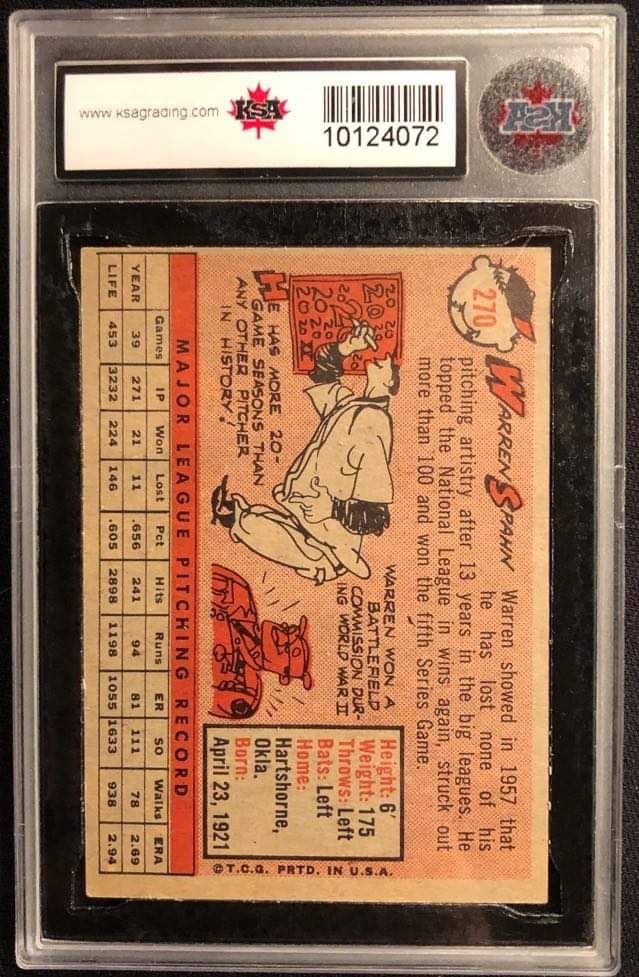 www.ksagrading.com
KSA
10124072
KSA
270
WARREN SPAHN
Warren showed in 1957 that
he has lost none of his
pitching artistry after 13 years in the big leagues. He
topped the National League in wins again, struck out
more than 100 and won the fifth Series Game.
20 20
20
2
20 20
HE HAS MORE 20-
GAME SEASONS THAN
ANY OTHER PITCHER
IN HISTORY!
WARREN WON A
BATTLEFIELD
COMMISSION DUR-
ING WORLD WAR II
Height: 6'
Weight: 175
Throws: Left
Bats: Left
Home:
Hartshorne,
Okla.
Born:
April 23, 1921
MAJOR LEAGUE PITCHING RECORD
Games IP Won Lost Pct Hits Runs ER SO Walks ERA
YEAR 39 271 21 11 .656 241 94 81 111 78 2.69
LIFE 453 3232 224 146 .605 2898 1198 1055 1633 938 2.94
©T.C.G. PRTD. IN U.S.A.